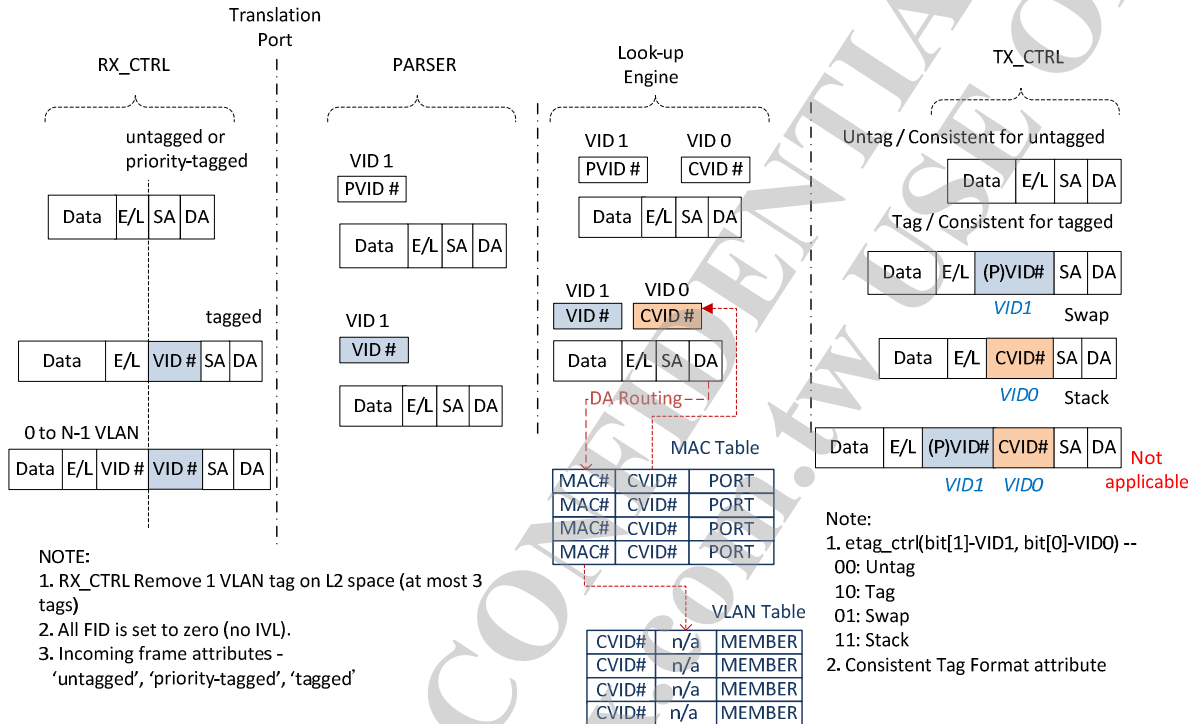 Translation
Port
RX_CTRL
PARSER
Look-up
Engine
TX_CTRL
untagged or
priority-tagged
Data E/L SA DA
tagged
Data E/L VID # SA DA
0 to N-1 VLAN
Data E/L VID # VID # SA DA
NOTE:
1. RX_CTRL Remove 1 VLAN tag on L2 space (at most 3
tags)
2. All FID is set to zero (no IVL).
3. Incoming frame attributes -
'untagged', 'priority-tagged', 'tagged'
VID 1
PVID #
Data E/L SA DA
VID 1
VID #
Data E/L SA DA
VID 1 VID 0
PVID # CVID #
Data E/L SA DA
VID 1 VID 0
VID # CVID #
Data E/L SA DA
DA Routing
MAC Table
MAC# CVID# PORT
MAC# CVID# PORT
MAC# CVID# PORT
MAC# CVID# PORT
VLAN Table
CVID# n/a MEMBER
CVID# n/a MEMBER
CVID# n/a MEMBER
CVID# n/a MEMBER
Untag / Consistent for untagged
Data E/L SA DA
Tag / Consistent for tagged
Data E/L (P)VID# SA DA
VID1
Swap
Data E/L CVID# SA DA
VID0
Stack
Data E/L (P)VID# CVID# SA DA
VID1 VID0
Not
applicable
Note:
1. etag_ctrl(bit[1]-VID1, bit[0]-VID0) --
00: Untag
10: Tag
01: Swap
11: Stack
2. Consistent Tag Format attribute